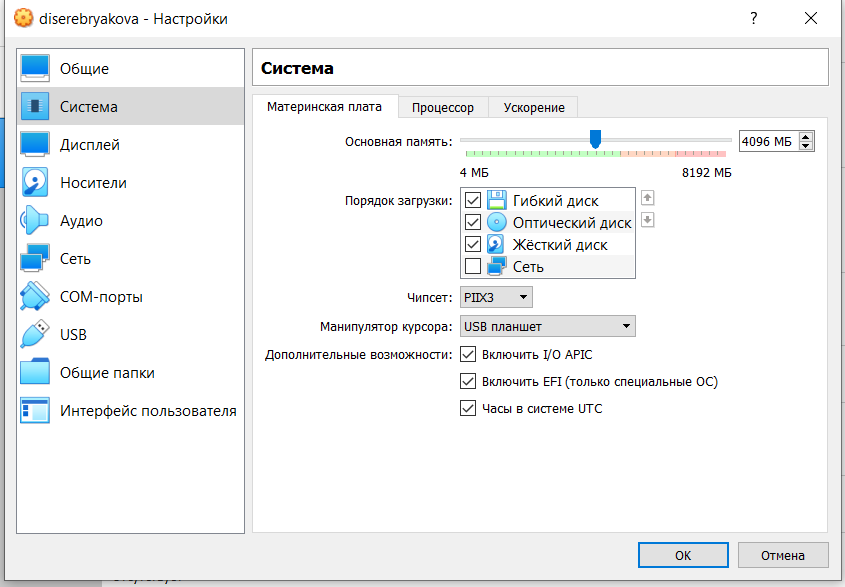 diserebryakova - Настройки
?
Общие
Система
Дисплей
Носители
Аудио
Сеть
COM-порты
USB
Общие папки
Интерфейс пользователя
Система
Материнская плата
Процессор
Ускорение
Основная память:
4096 МБ
4 МБ
8192 МБ
Порядок загрузки:
Гибкий диск
Оптический диск
Жёсткий диск
Сеть
Чипсет:
PIIX3
Манипулятор курсора:
USB планшет
Дополнительные возможности:
Включить I/O APIC
Включить EFI (только специальные ОС)
Часы в системе UTC
OK
Отмена